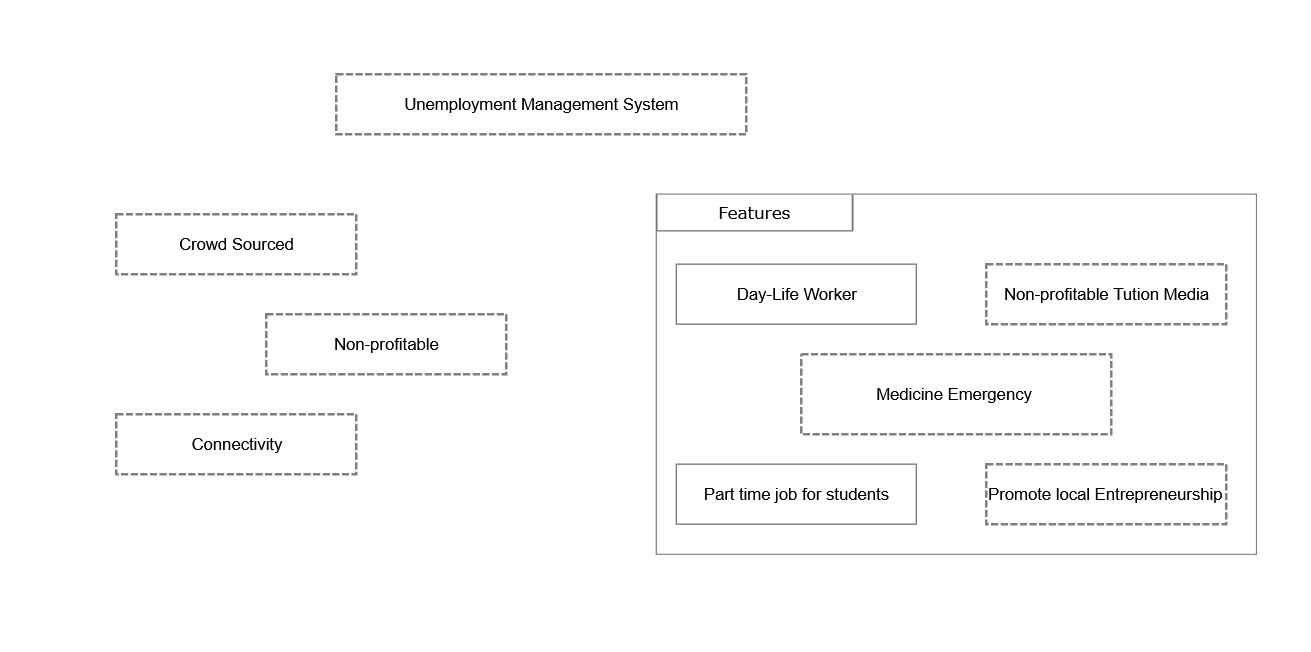 Unemployment Management System
Crowd Sourced
Non-profitable
Connectivity
Features
Day-Life Worker
Non-profitable Tution Media
Medicine Emergency
Part time job for students
Promote local Entrepreneurship